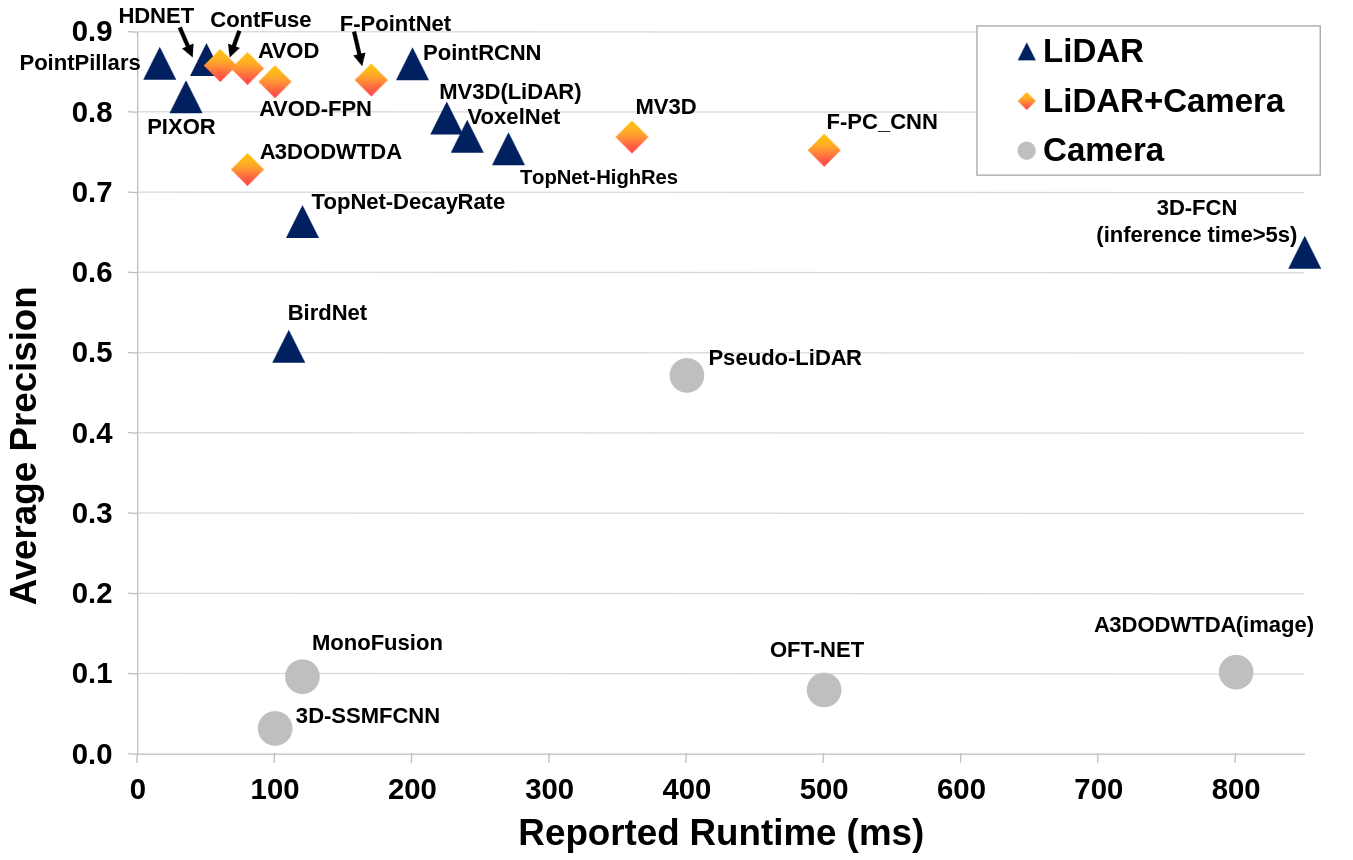 HDNET
ContFuse
F-PointNet
0.9
PointPillars
AVOD
PointRCNN
LiDAR
MV3D(LiDAR)
AVOD-FPN
MV3D
LiDAR+Camera
0.8
VoxelNet
F-PC_CNN
PIXOR
A3DODWTDA
Camera
TopNet-HighRes
0.7
TopNet-DecayRate
3D-FCN
(inference time>5s)
0.6
BirdNet
0.5
Pseudo-LiDAR
0.4
Average Precision
0.3
0.2
A3DODWTDA(image)
MonoFusion
OFT-NET
0.1
3D-SSMFCNN
0.0
0 100 200 300 400 500 600 700 800
Reported Runtime (ms)